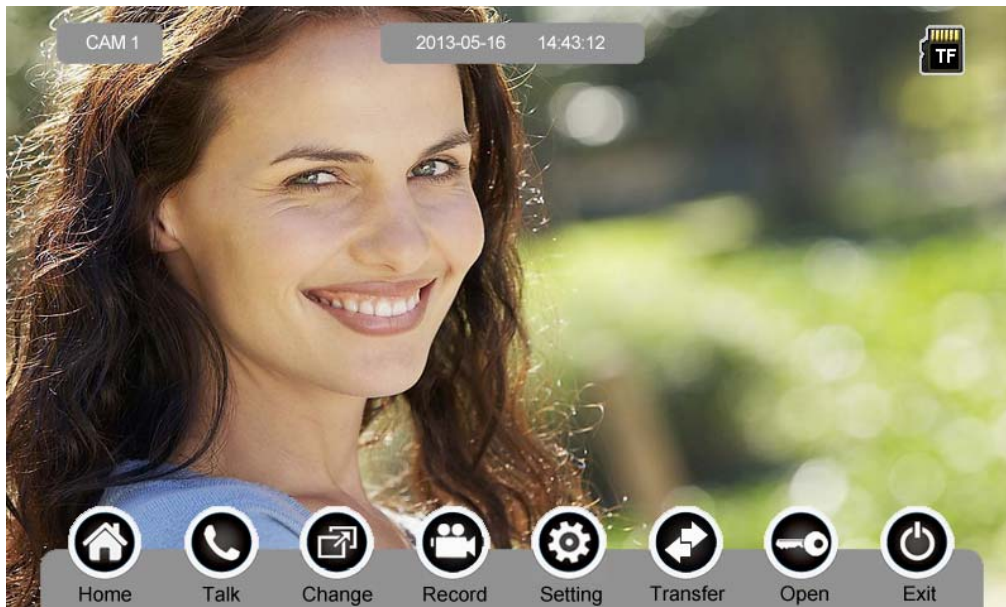 CAM 1
2013-05-16 14:43:12
TF
Home Talk Change Record Setting Transfer Open Exit